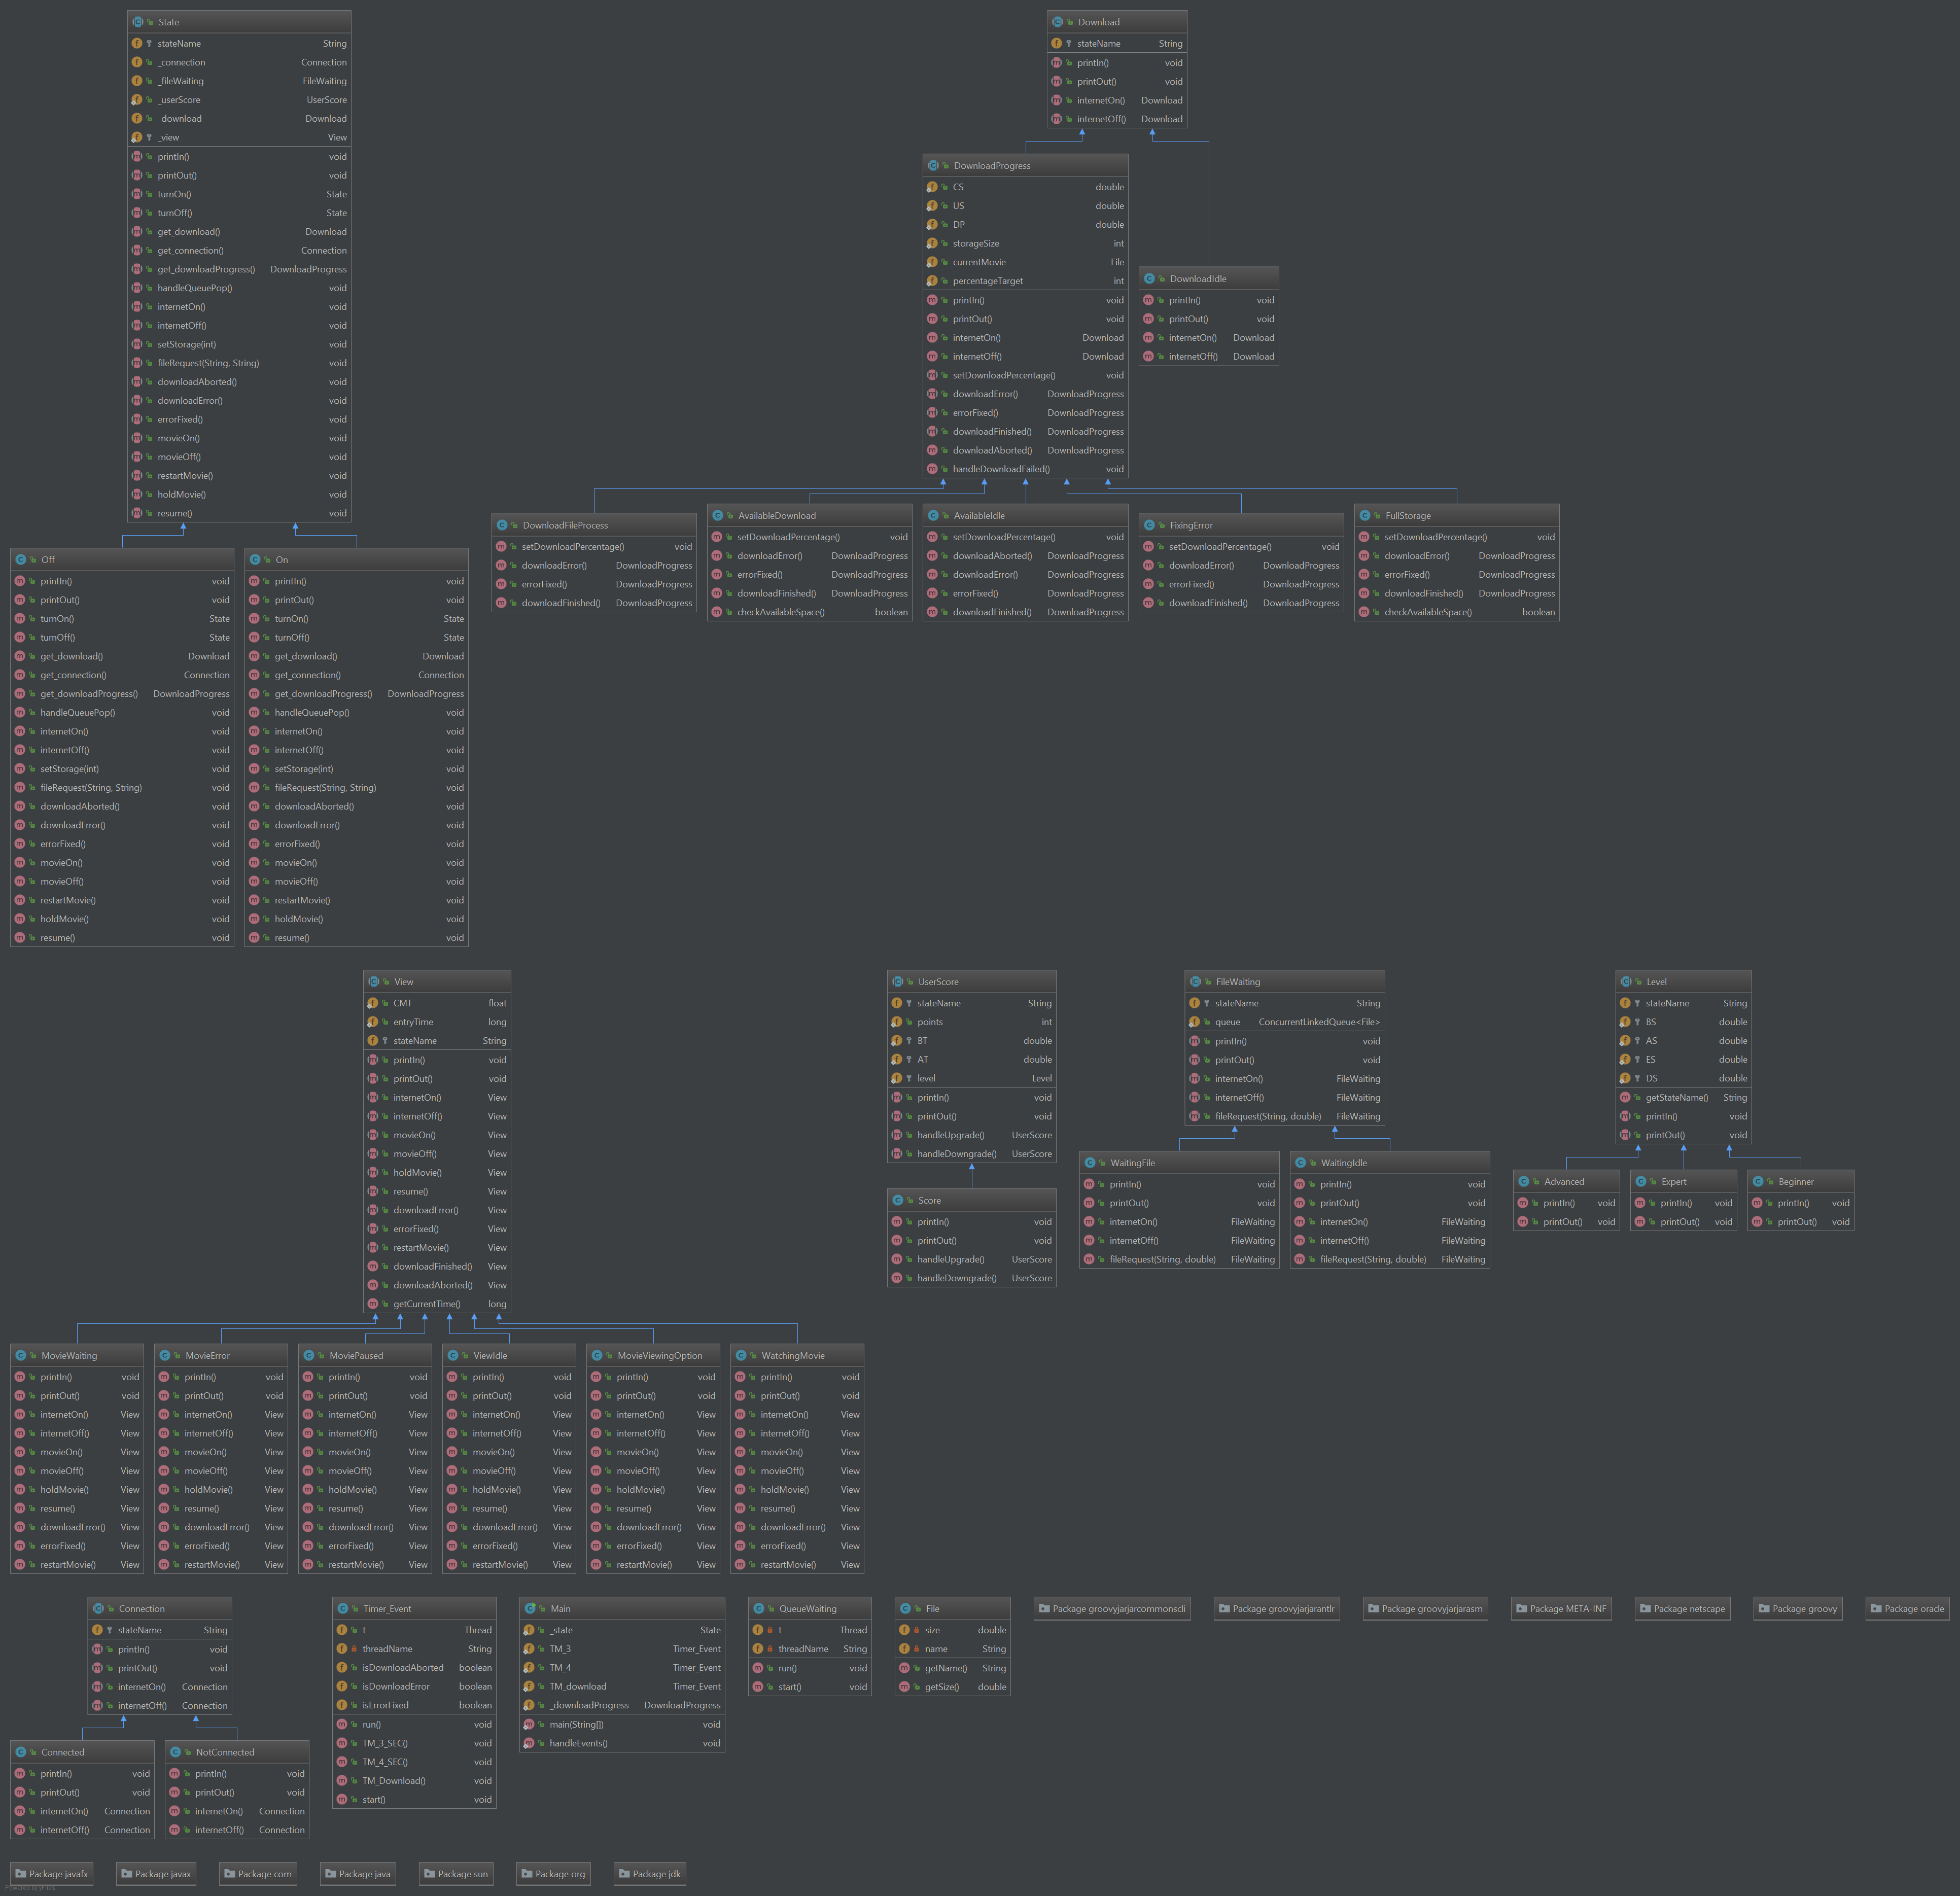 State
stateName String
_connection Connection
_fileWaiting FileWaiting
_userScore UserScore
_download Download
_view View
printIn() void
printOut() void
turnOn() State
turnOff() State
get_download() Download
get_connection() Connection
get_downloadProgress() DownloadProgress
handleQueuePop() void
internetOn() void
internetOff() void
setStorage(int) void
fileRequest(String, String) void
downloadAborted() void
downloadError() void
errorFixed() void
movieOn() void
movieOff() void
restartMovie() void
holdMovie() void
resume() void
Off
printIn() void
printOut() void
turnOn() State
turnOff() State
get_download() Download
get_connection() Connection
get_downloadProgress() DownloadProgress
handleQueuePop() void
internetOn() void
internetOff() void
setStorage(int) void
fileRequest(String, String) void
downloadAborted() void
downloadError() void
errorFixed() void
movieOn() void
movieOff() void
restartMovie() void
holdMovie() void
resume() void
On
printIn() void
printOut() void
turnOn() State
turnOff() State
get_download() Download
get_connection() Connection
get_downloadProgress() DownloadProgress
handleQueuePop() void
internetOn() void
internetOff() void
setStorage(int) void
fileRequest(String, String) void
downloadAborted() void
downloadError() void
errorFixed() void
movieOn() void
movieOff() void
restartMovie() void
holdMovie() void
resume() void
Download
stateName String
printIn() void
printOut() void
internetOn() Download
internetOff() Download
DownloadProgress
CS double
US double
DP double
storageSize int
currentMovie File
percentageTarget int
printIn() void
printOut() void
internetOn() Download
internetOff() Download
setDownloadPercentage() void
downloadError() DownloadProgress
errorFixed() DownloadProgress
downloadFinished() DownloadProgress
downloadAborted() DownloadProgress
handleDownloadFailed() void
DownloadIdle
printIn() void
printOut() void
internetOn() Download
internetOff() Download
DownloadFileProcess
setDownloadPercentage() void
downloadError() DownloadProgress
errorFixed() DownloadProgress
downloadFinished() DownloadProgress
AvailableDownload
setDownloadPercentage() void
downloadError() DownloadProgress
errorFixed() DownloadProgress
downloadFinished() DownloadProgress
checkAvailableSpace() boolean
AvailableIdle
setDownloadPercentage() void
downloadAborted() DownloadProgress
downloadError() DownloadProgress
errorFixed() DownloadProgress
downloadFinished() DownloadProgress
FixingError
setDownloadPercentage() void
downloadError() DownloadProgress
errorFixed() DownloadProgress
downloadFinished() DownloadProgress
FullStorage
setDownloadPercentage() void
downloadError() DownloadProgress
errorFixed() DownloadProgress
downloadFinished() DownloadProgress
checkAvailableSpace() boolean
View
CMT float
entryTime long
stateName String
printIn() void
printOut() void
internetOn() View
internetOff() View
movieOn() View
movieOff() View
holdMovie() View
resume() View
downloadError() View
errorFixed() View
restartMovie() View
downloadFinished() View
downloadAborted() View
getCurrentTime() long
UserScore
stateName String
points int
BT double
AT double
level Level
printIn() void
printOut() void
handleUpgrade() UserScore
handleDowngrade() UserScore
Score
printIn() void
printOut() void
handleUpgrade() UserScore
handleDowngrade() UserScore
FileWaiting
stateName String
queue ConcurrentLinkedQueue<File>
printIn() void
printOut() void
internetOn() FileWaiting
internetOff() FileWaiting
fileRequest(String, double) FileWaiting
WaitingFile
printIn() void
printOut() void
internetOn() FileWaiting
internetOff() FileWaiting
fileRequest(String, double) FileWaiting
WaitingIdle
printIn() void
printOut() void
internetOn() FileWaiting
internetOff() FileWaiting
fileRequest(String, double) FileWaiting
Level
stateName String
BS double
AS double
ES double
DS double
getStateName() String
printIn() void
printOut() void
Advanced
printIn() void
printOut() void
Expert
printIn() void
printOut() void
Beginner
printIn() void
printOut() void
MovieWaiting
printIn() void
printOut() void
internetOn() View
internetOff() View
movieOn() View
movieOff() View
holdMovie() View
resume() View
downloadError() View
errorFixed() View
restartMovie() View
MovieError
printIn() void
printOut() void
internetOn() View
internetOff() View
movieOn() View
movieOff() View
holdMovie() View
resume() View
downloadError() View
errorFixed() View
restartMovie() View
MoviePaused
printIn() void
printOut() void
internetOn() View
internetOff() View
movieOn() View
movieOff() View
holdMovie() View
resume() View
downloadError() View
errorFixed() View
restartMovie() View
ViewIdle
printIn() void
printOut() void
internetOn() View
internetOff() View
movieOn() View
movieOff() View
holdMovie() View
resume() View
downloadError() View
errorFixed() View
restartMovie() View
MovieViewingOption
printIn() void
printOut() void
internetOn() View
internetOff() View
movieOn() View
movieOff() View
holdMovie() View
resume() View
downloadError() View
errorFixed() View
restartMovie() View
WatchingMovie
printIn() void
printOut() void
internetOn() View
internetOff() View
movieOn() View
movieOff() View
holdMovie() View
resume() View
downloadError() View
errorFixed() View
restartMovie() View
Connection
stateName String
printIn() void
printOut() void
internetOn() Connection
internetOff() Connection
Connected
printIn() void
printOut() void
internetOn() Connection
internetOff() Connection
NotConnected
printIn() void
printOut() void
internetOn() Connection
internetOff() Connection
Timer_Event
t Thread
threadName String
isDownloadAborted boolean
isDownloadError boolean
isErrorFixed boolean
run() void
TM_3_SEC() void
TM_4_SEC() void
TM_Download() void
start() void
Main
_state State
TM_3 Timer_Event
TM_4 Timer_Event
TM_download Timer_Event
_downloadProgress DownloadProgress
main(String[]) void
handleEvents() void
QueueWaiting
t Thread
threadName String
run() void
start() void
File
size double
name String
getName() String
getSize() double
Package groovyjarjarcommonscli
Package groovyjarjarantlr
Package groovyjarjarasm
Package META-INF
Package netscape
Package groovy
Package oracle
Package javafx
Package javax
Package com
Package java
Package sun
Package org
Package jdk
Powered by yFiles